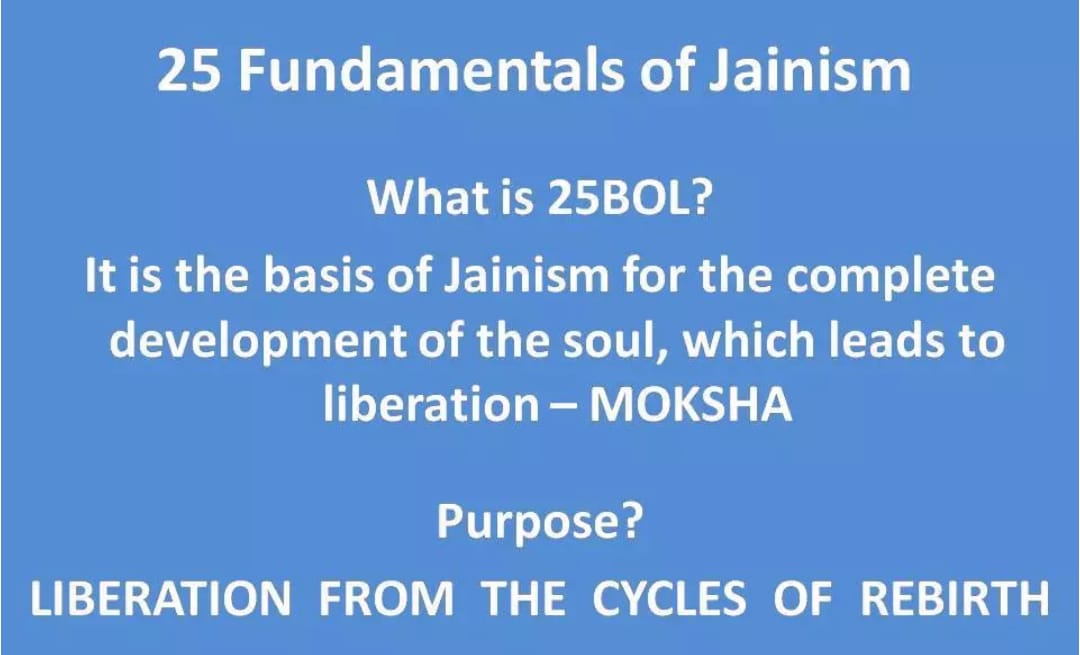 25 Fundamentals of Jainism
What is 25BOL?
It is the basis of Jainism for the complete
development of the soul, which leads to
liberation – MOKSHA
Purpose?
LIBERATION FROM THE CYCLES OF REBIRTH